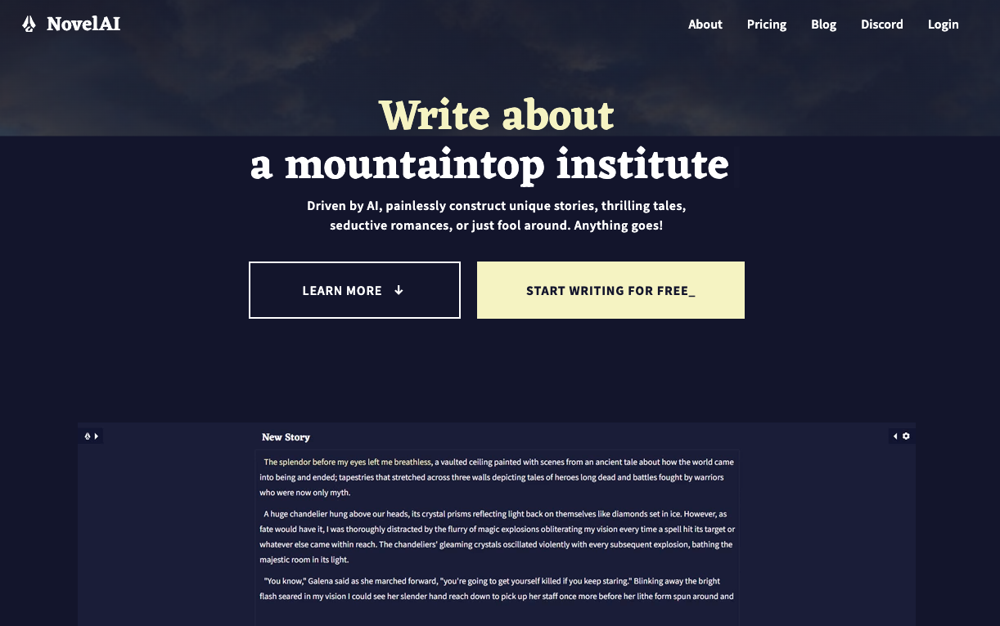 NovelAI
About Pricing Blog Discord Login
Write about
a mountaintop institute
Driven by AI, painlessly construct unique stories, thrilling tales,
seductive romances, or just fool around. Anything goes!
LEARN MORE
START WRITING FOR FREE_
New Story
The splendor before my eyes left me breathless, a vaulted ceiling painted with scenes from an ancient tale about how the world came
into being and ended; tapestries that stretched across three walls depicting tales of heroes long dead and battles fought by warriors
who were now only myth.
A huge chandelier hung above our heads, its crystal prisms reflecting light back on themselves like diamonds set in ice. However, as
fate would have it, I was thoroughly distracted by the flurry of magic explosions obliterating my vision every time a spell hit its target or
whatever else came within reach. The chandeliers' gleaming crystals oscillated violently with every subsequent explosion, bathing the
majestic room in its light.
"You know," Galena said as she marched forward, "you're going to get yourself killed if you keep staring." Blinking away the bright
flash seared in my vision I could see her slender hand reach down to pick up her staff once more before her lithe form spun around and